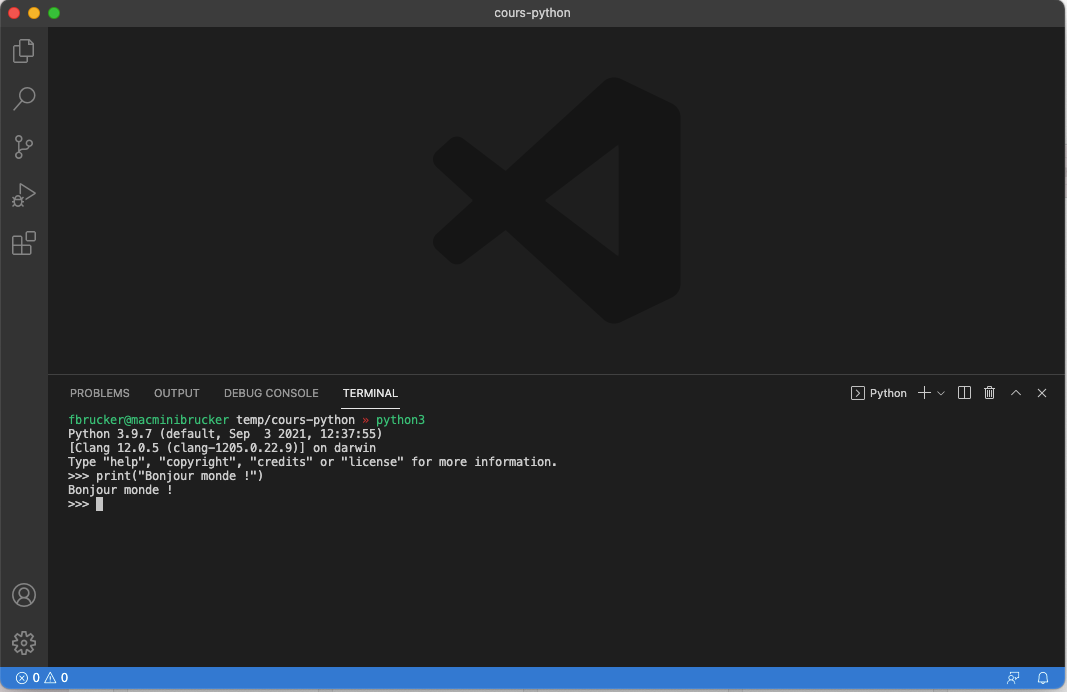 cours-python
PROBLEMS OUTPUT DEBUG CONSOLE TERMINAL Python
fbrucker@macminibrucker temp/cours-python » python3
Python 3.9.7 (default, Sep  3 2021, 12:37:55)
[Clang 12.0.5 (clang-1205.0.22.9)] on darwin
Type "help", "copyright", "credits" or "license" for more information.
>>> print("Bonjour monde !")
Bonjour monde !
>>>
0 0